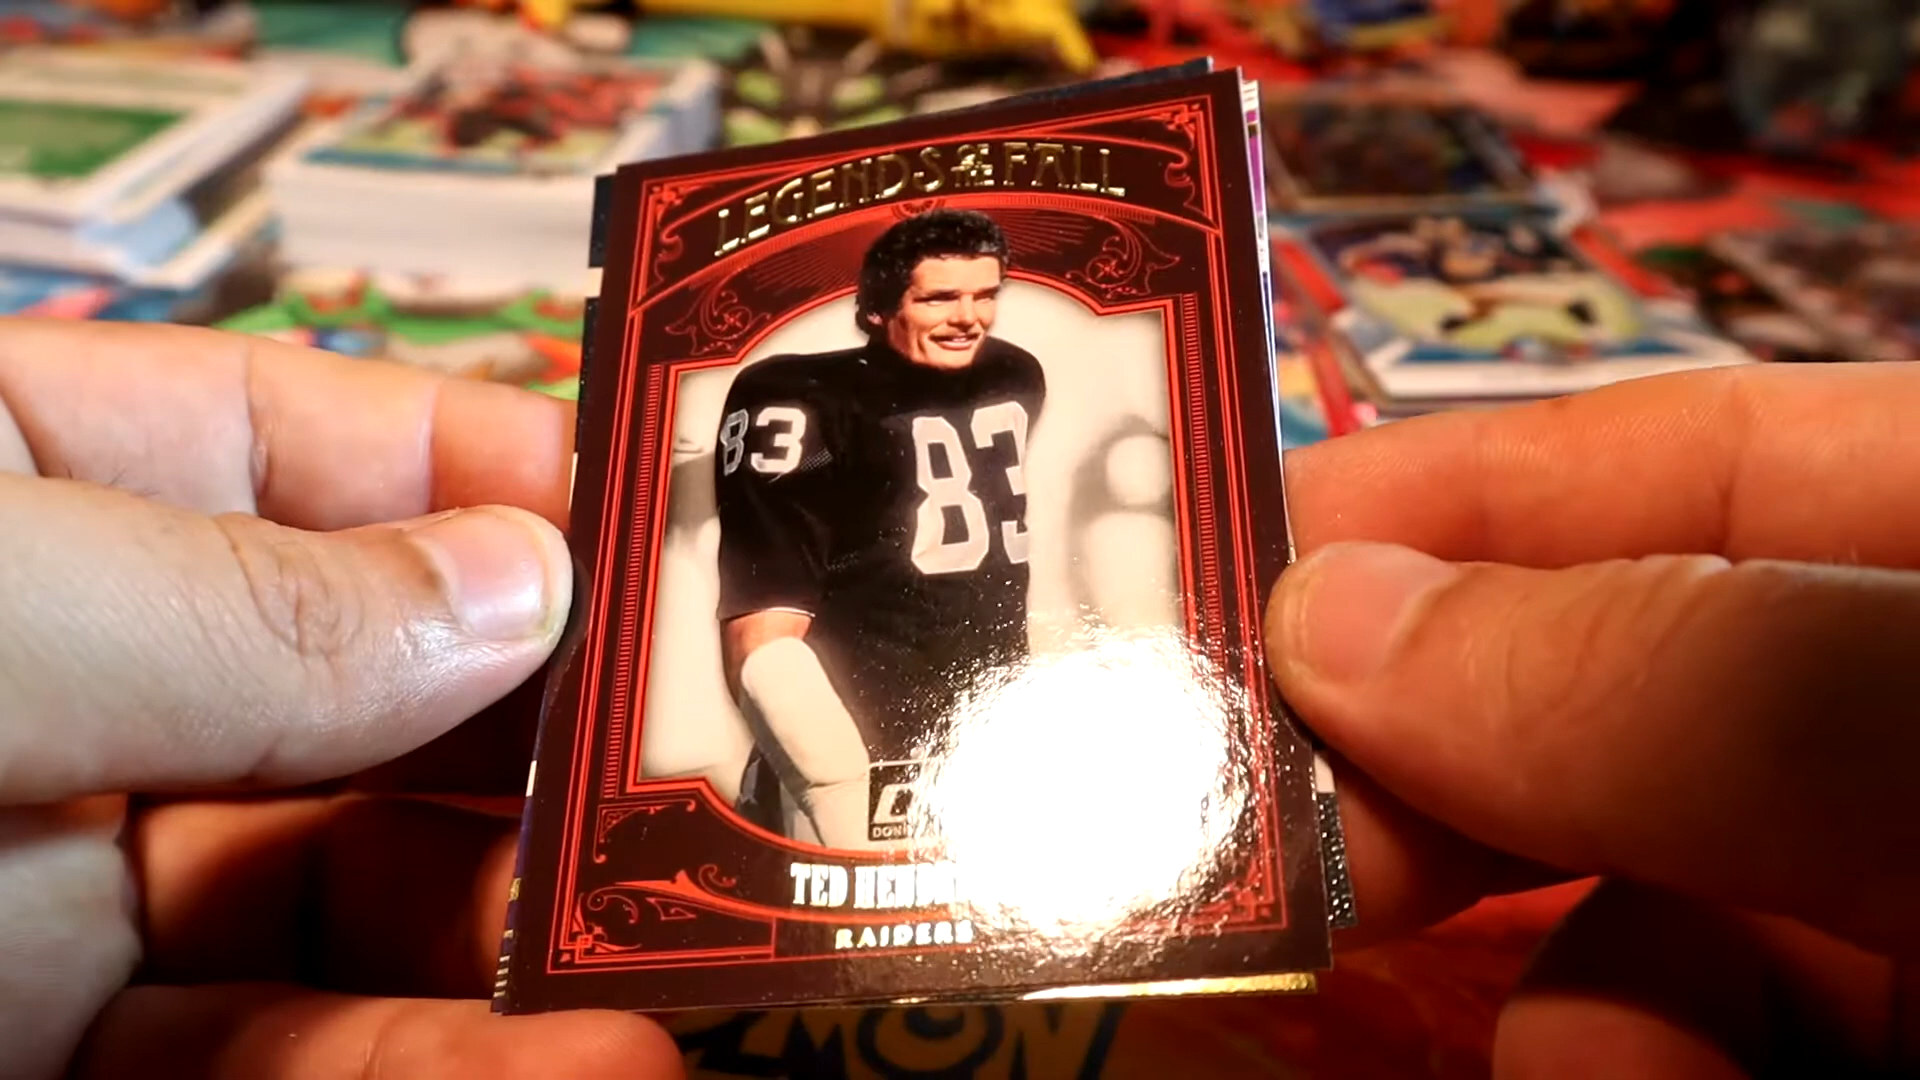 LEGENDS OF THE FALL
83 83
TED HEND
RAIDERS